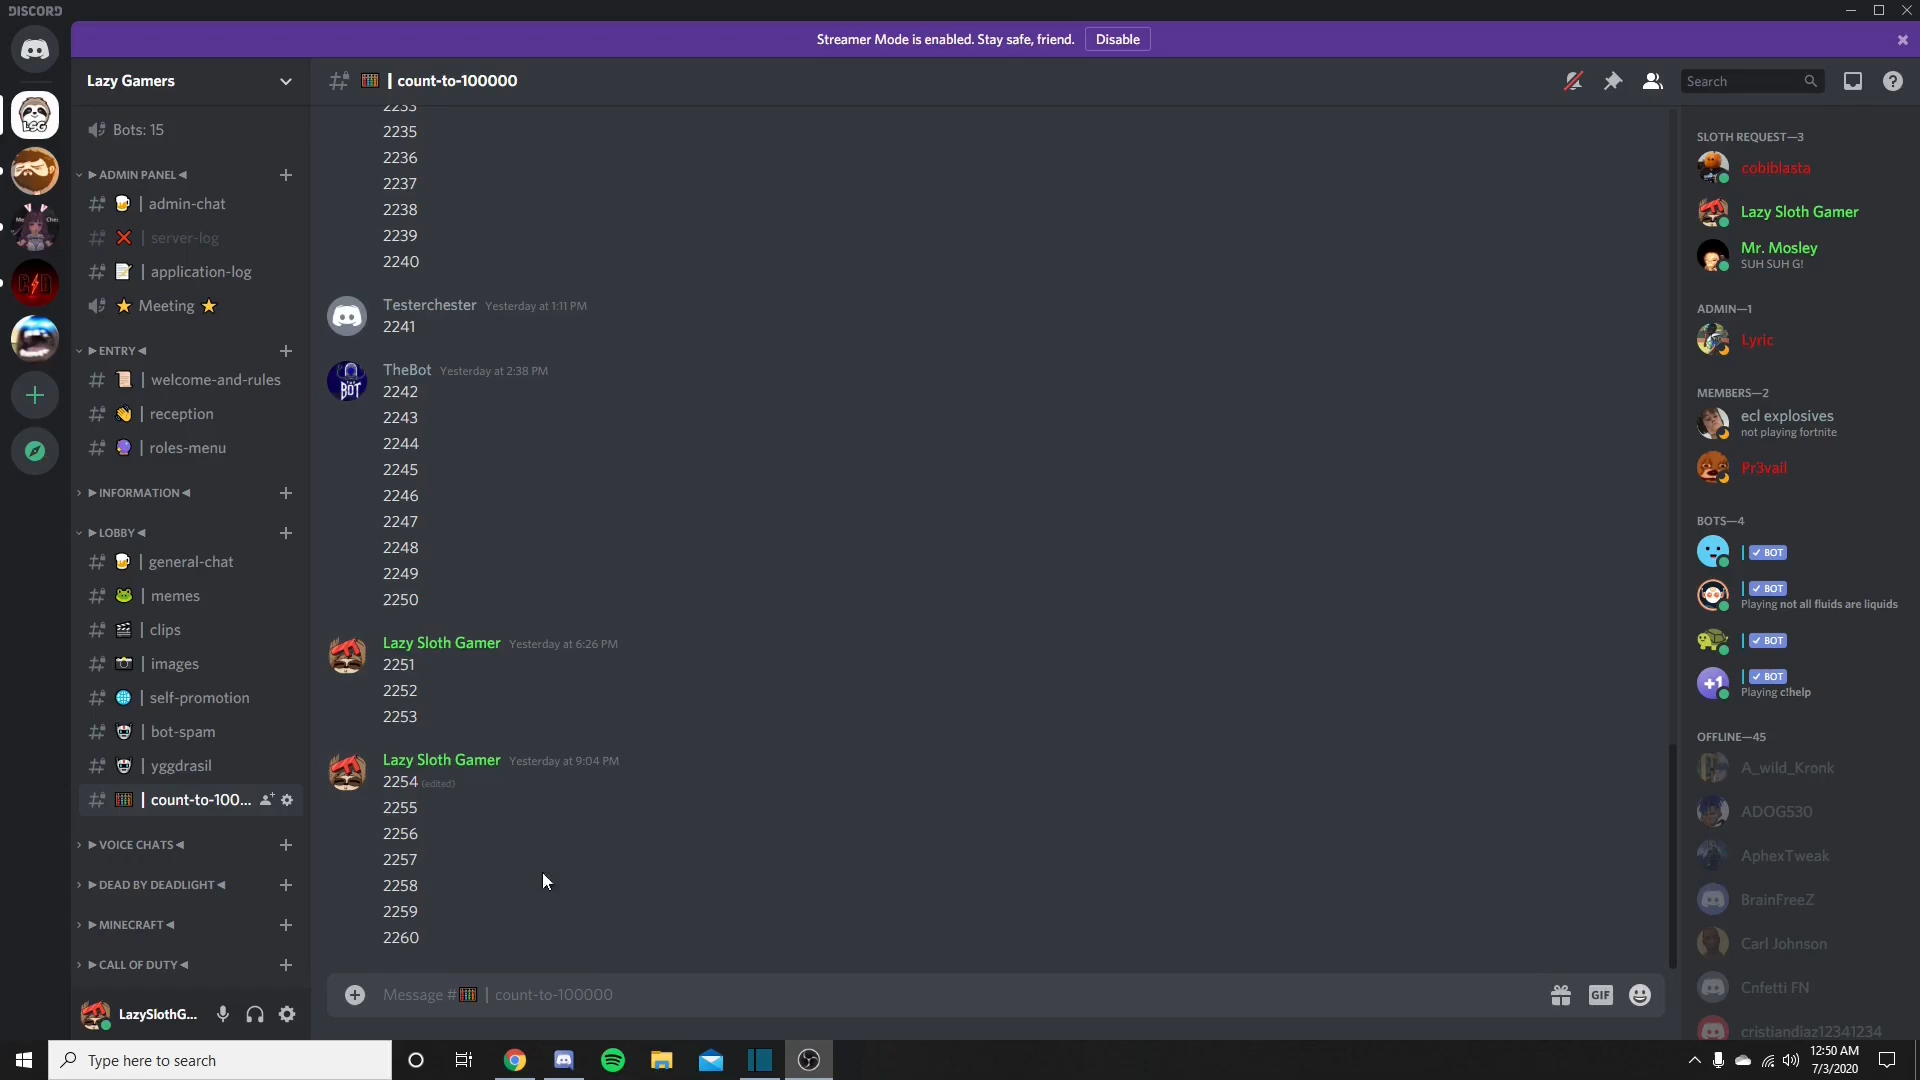 DISCORD
Streamer Mode is enabled. Stay safe, friend. Disable
Lazy Gamers
| count-to-100000
Search
Bots: 15
▶ADMIN PANEL◀
| admin-chat
| server-log
| application-log
Meeting
▶ENTRY◀
| welcome-and-rules
| reception
| roles-menu
▶INFORMATION◀
▶LOBBY◀
| general-chat
| memes
| clips
| images
| self-promotion
| bot-spam
| yggdrasil
| count-to-100...
▶VOICE CHATS◀
▶DEAD BY DEADLIGHT◀
▶MINECRAFT◀
▶CALL OF DUTY◀
LazySlothG...
2235
2236
2237
2238
2239
2240
Testerchester Yesterday at 1:11 PM
2241
TheBot Yesterday at 2:38 PM
2242
2243
2244
2245
2246
2247
2248
2249
2250
Lazy Sloth Gamer Yesterday at 6:26 PM
2251
2252
2253
Lazy Sloth Gamer Yesterday at 9:04 PM
2254 (edited)
2255
2256
2257
2258
2259
2260
Message # | count-to-100000
GIF
SLOTH REQUEST—3
cobiblasta
Lazy Sloth Gamer
Mr. Mosley
SUH SUH G!
ADMIN—1
Lyric
MEMBERS—2
ecl explosives
not playing fortnite
Pr3vail
BOTS—4
| ✓ BOT
| ✓ BOT
Playing not all fluids are liquids
| ✓ BOT
+1
| ✓ BOT
Playing c!help
OFFLINE—45
A_wild_Kronk
ADOG530
AphexTweak
BrainFreeZ
Carl Johnson
Cnfetti FN
cristiandiaz12341234
LSG
BOT
Type here to search
12:50 AM
7/3/2020